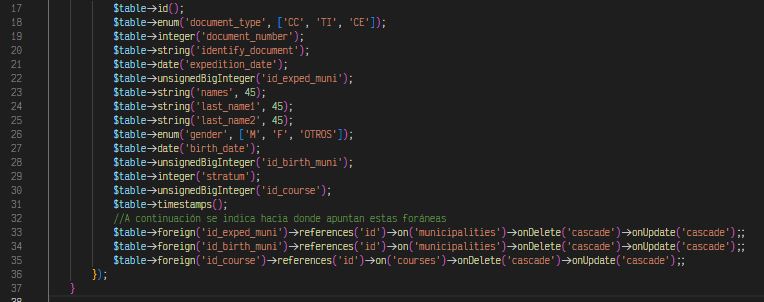 17 $table->id();
18 $table->enum('document_type', ['CC', 'TI', 'CE']);
19 $table->integer('document_number');
20 $table->string('identify_document');
21 $table->date('expedition_date');
22 $table->unsignedBigInteger('id_exped_muni');
23 $table->string('names', 45);
24 $table->string('last_name1', 45);
25 $table->string('last_name2', 45);
26 $table->enum('gender', ['M', 'F', 'OTROS']);
27 $table->date('birth_date');
28 $table->unsignedBigInteger('id_birth_muni');
29 $table->integer('stratum');
30 $table->unsignedBigInteger('id_course');
31 $table->timestamps();
32 //A continuación se indica hacia donde apuntan estas foráneas
33 $table->foreign('id_exped_muni')->references('id')->on('municipalities')->onDelete('cascade')->onUpdate('cascade');;
34 $table->foreign('id_birth_muni')->references('id')->on('municipalities')->onDelete('cascade')->onUpdate('cascade');;
35 $table->foreign('id_course')->references('id')->on('courses')->onDelete('cascade')->onUpdate('cascade');;
36 });
37 }
38